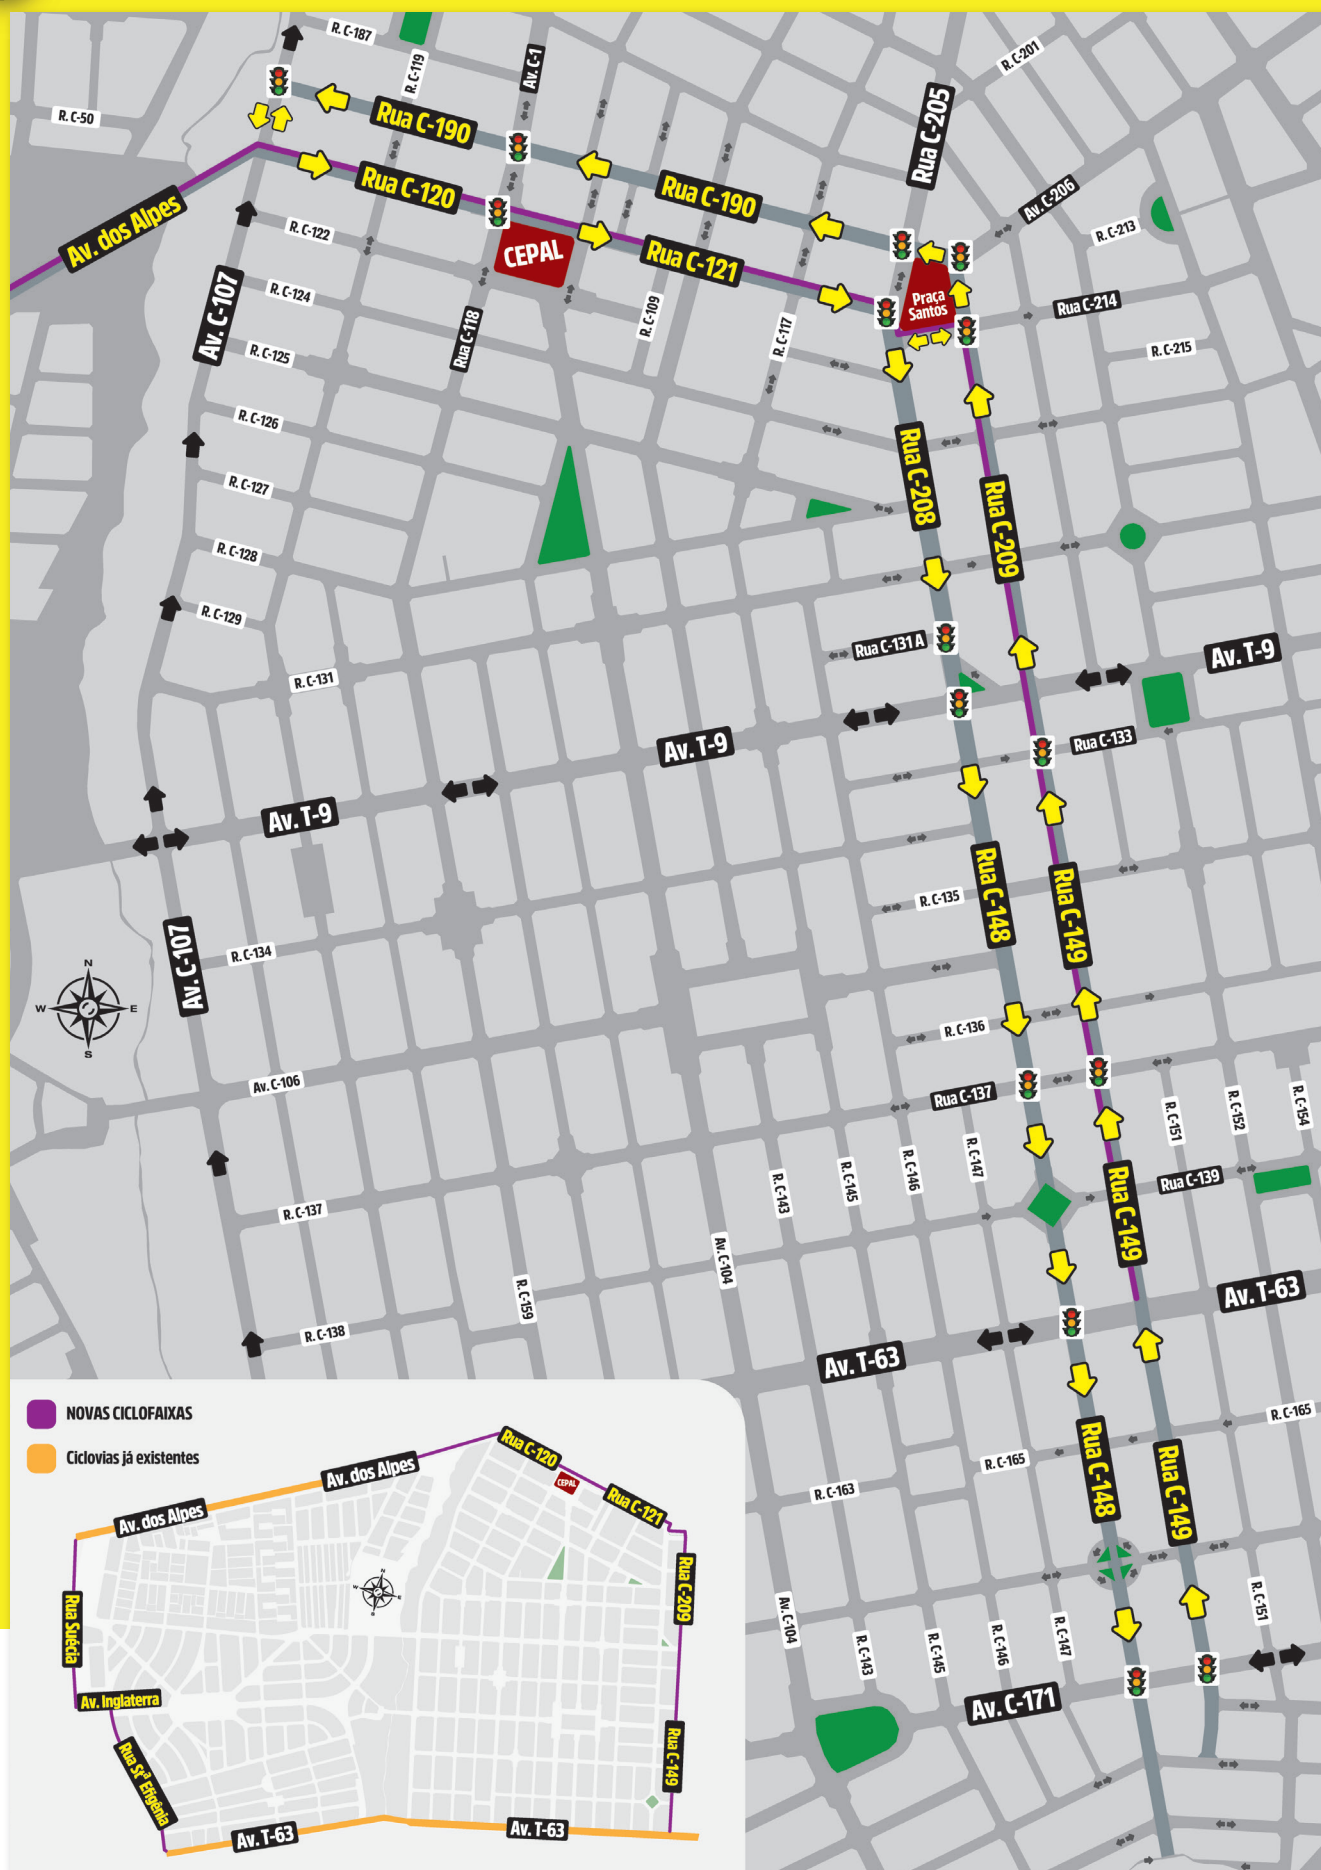 R. C-187
R. C-119
Av. C-1
R. C-201
R. C-50
Rua C-190
Rua C-205
Rua C-120
Rua C-190
Av. C-206
Av. dos Alpes
R. C-122
CEPAL
Rua C-121
R. C-213
Praça
Santos
Av. C-107
R. C-124
R. C-109
Rua C-118
R. C-117
Rua C-214
R. C-125
R. C-215
R. C-126
Rua C-208
R. C-127
Rua C-209
R. C-128
R. C-129
Rua C-131 A
Av. T-9
R. C-131
Av. T-9
Rua C-133
Av. T-9
Rua C-148
Rua C-149
R. C-135
Av. C-107
R. C-134
N
W
E
S
R. C-136
Av. C-106
Rua C-137
R. C-151
R. C-152
R. C-154
R. C-143
R. C-145
R. C-146
R. C-147
Rua C-139
R. C-137
Rua C-149
Av. C-104
R. C-159
Av. T-63
R. C-138
Av. T-63
R. C-165
R. C-165
R. C-163
Rua C-148
Rua C-149
Av. C-104
R. C-143
R. C-145
R. C-146
R. C-147
R. C-151
Av. C-171
NOVAS CICLOFAIXAS
Ciclovias já existentes
Rua C-120
Av. dos Alpes
CEPAL
Av. dos Alpes
Rua C-121
N
W
E
S
Rua C-209
Rua Suécia
Av. Inglaterra
Rua C-149
Rua Stª Efigênia
Av. T-63
Av. T-63